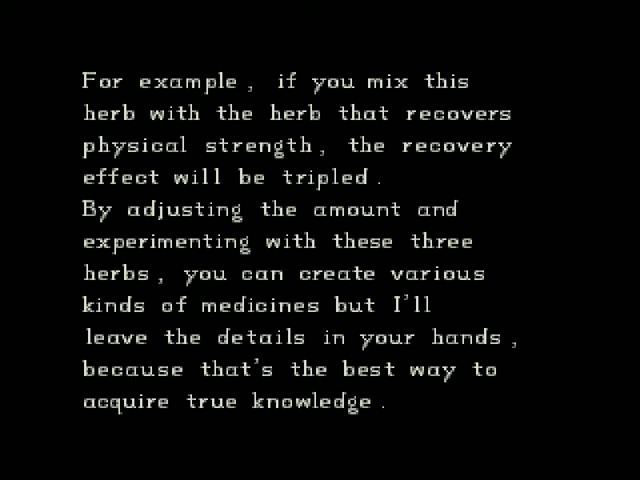 For example, if you mix this
herb with the herb that recovers
physical strength, the recovery
effect will be tripled.
By adjusting the amount and
experimenting with these three
herbs, you can create various
kinds of medicines but I'll
leave the details in your hands,
because that's the best way to
acquire true knowledge.